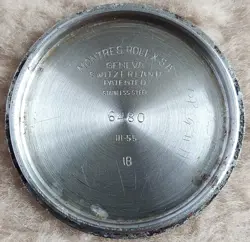 MONTRES ROLEX S.A.
GENEVA
SWITZERLAND
PATENTED
STAINLESS STEEL
6480
III-55
18